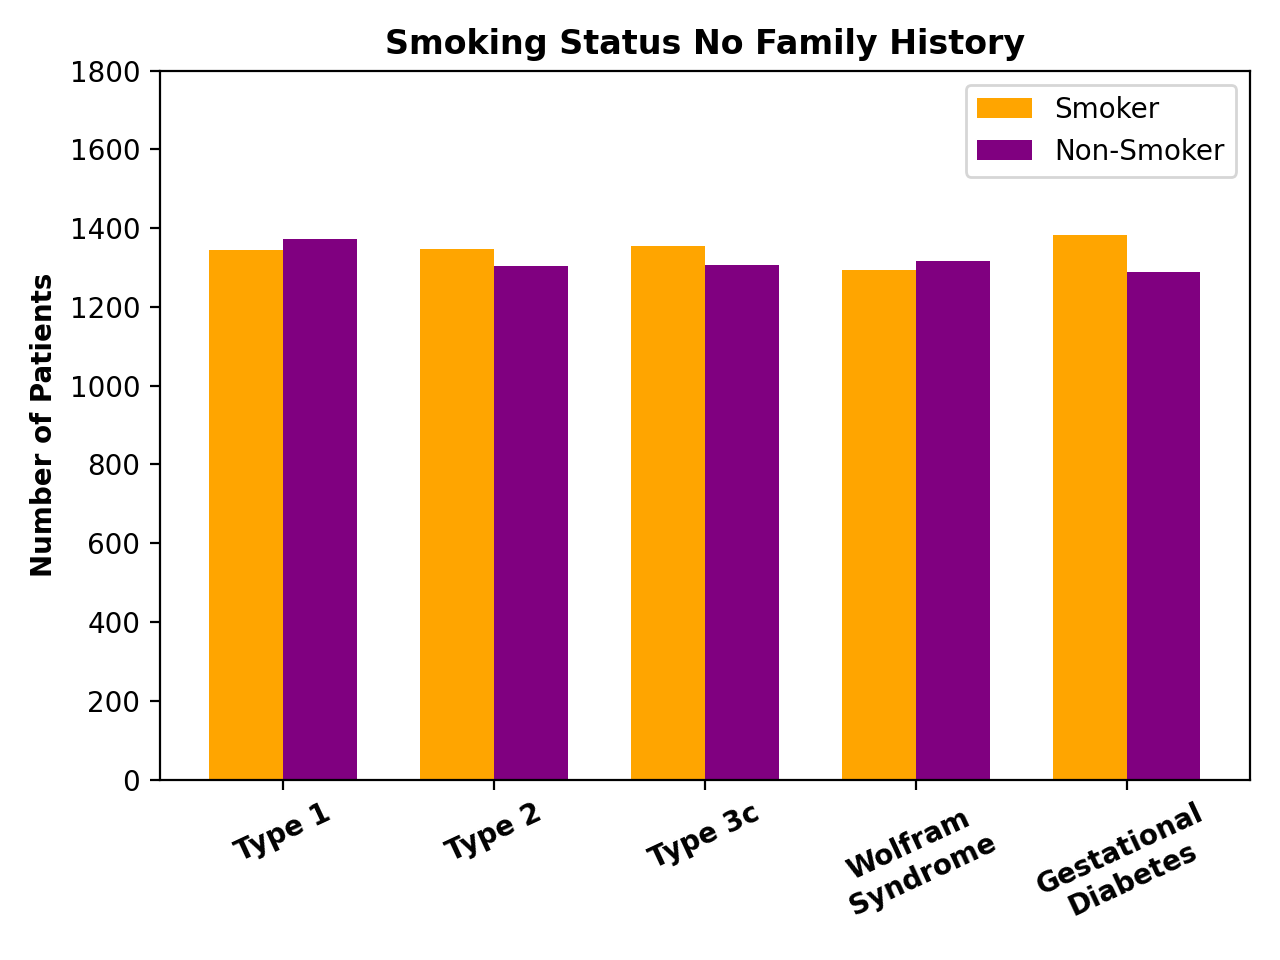 Smoking Status No Family History
Smoker
Non-Smoker
Number of Patients
1800
1600
1400
1200
1000
800
600
400
200
0
Type 1
Type 2
Type 3c
Wolfram
Syndrome
Gestational
Diabetes